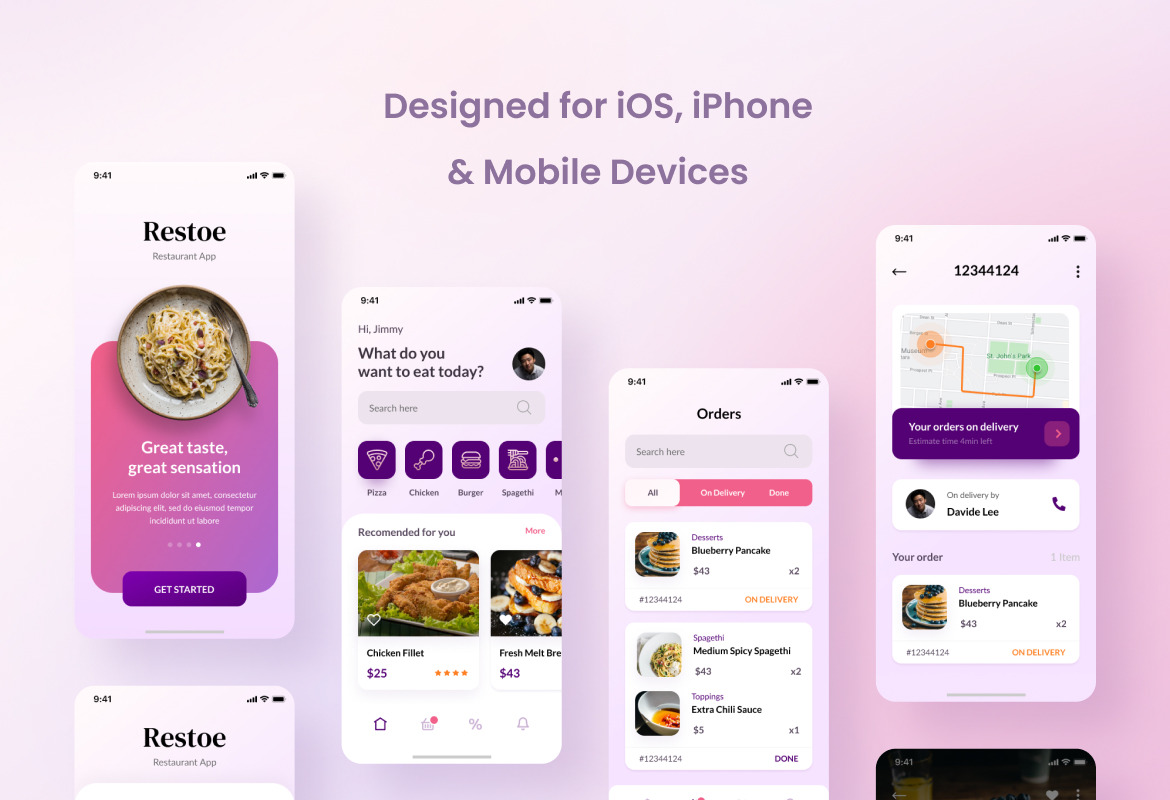 Designed for iOS, iPhone
& Mobile Devices
9:41
Restoe
Restaurant App
Great taste,
great sensation
Lorem ipsum dolor sit amet, consectetur
adipiscing elit, sed do eiusmod tempor
incididunt ut labore
GET STARTED
9:41
Restoe
Restaurant App
9:41
Hi, Jimmy
What do you
want to eat today?
Search here
Pizza
Chicken
Burger
Spagethi
M
Recomended for you
More
Chicken Fillet
$25
Fresh Melt Bre
$43
9:41
Orders
Search here
All
On Delivery
Done
Desserts
Blueberry Pancake
$43
x2
#12344124
ON DELIVERY
Spagethi
Medium Spicy Spagethi
$43
x2
Toppings
Extra Chili Sauce
$5
x1
#12344124
DONE
9:41
12344124
St. John's Park
Your orders on delivery
Estimate time 4min left
On delivery by
Davide Lee
Your order
1 Item
Desserts
Blueberry Pancake
$43
x2
#12344124
ON DELIVERY
9:41